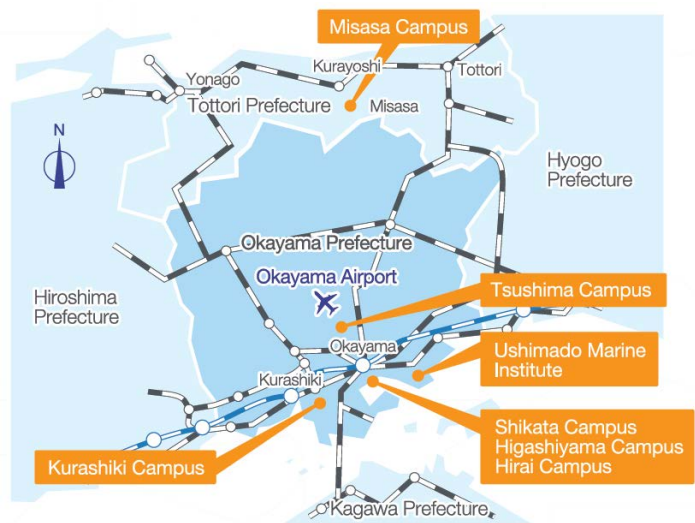 Misasa Campus
Kurayoshi
Tottori
Yonago
Tottori Prefecture
Misasa
N
Hyogo
Prefecture
Okayama Prefecture
Okayama Airport
Tsushima Campus
Hiroshima
Prefecture
Okayama
Ushimado Marine
Institute
Kurashiki
Shikata Campus
Higashiyama Campus
Hirai Campus
Kurashiki Campus
Kagawa Prefecture